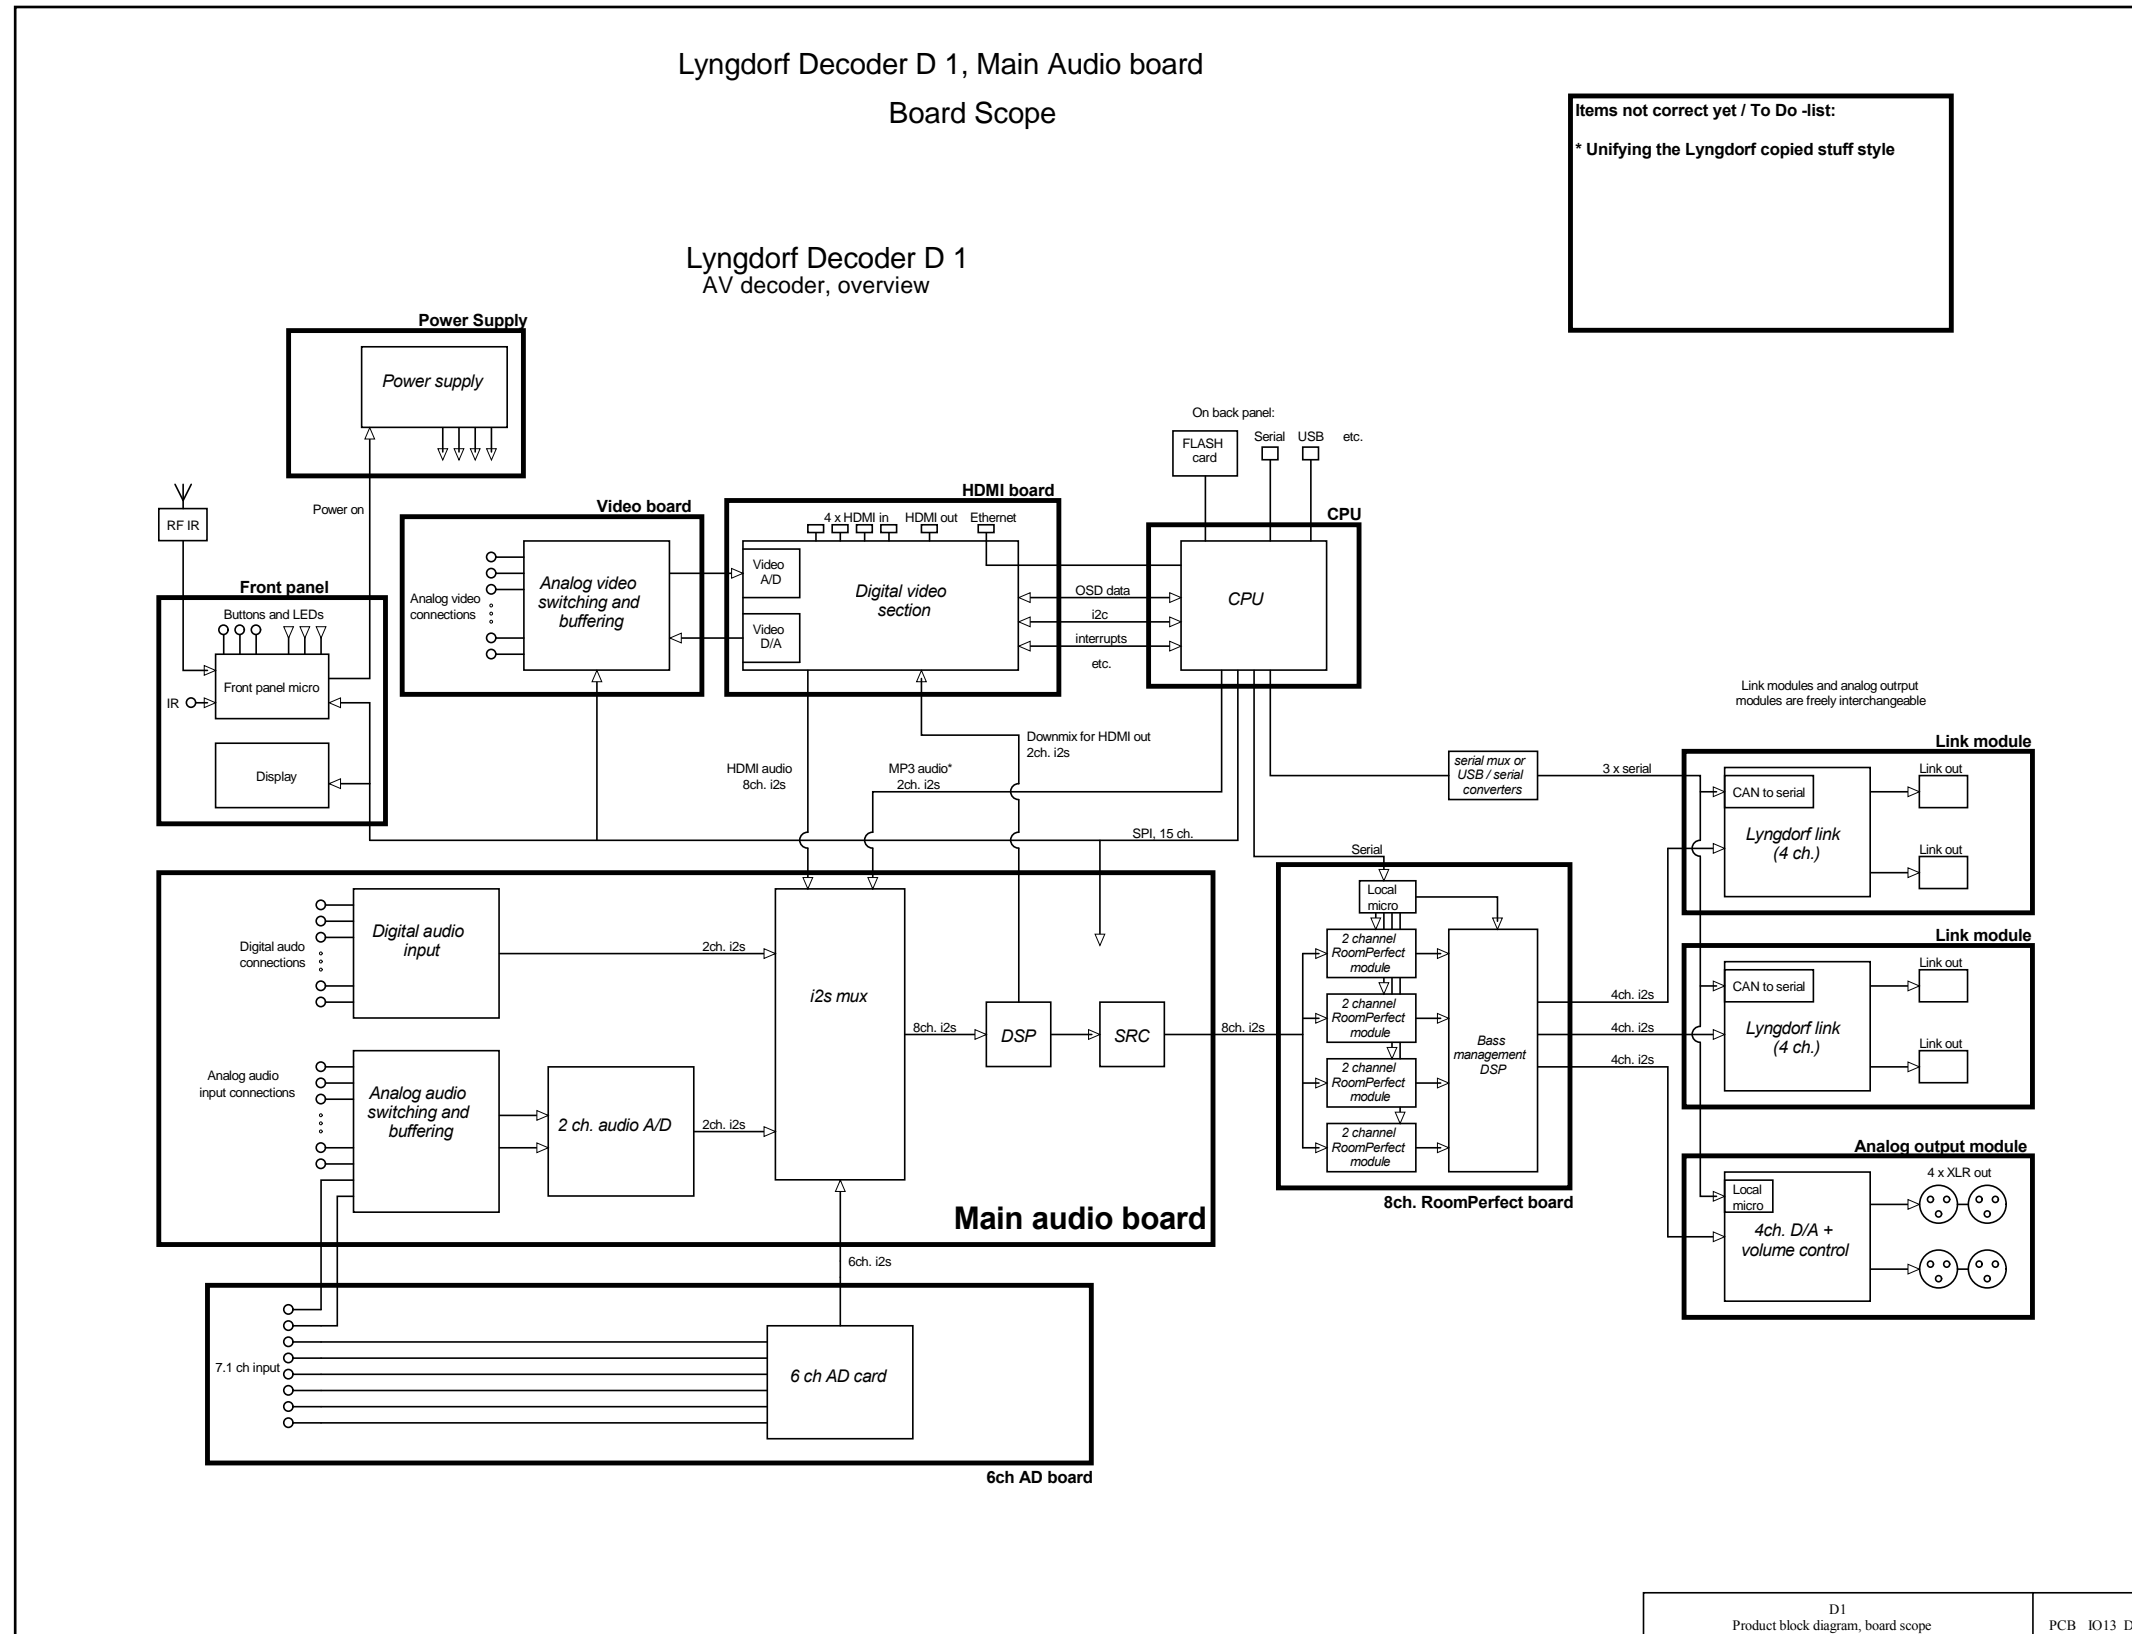 Lyngdorf Decoder D 1, Main Audio board
Board Scope
Items not correct yet / To Do -list:
* Unifying the Lyngdorf copied stuff style
Lyngdorf Decoder D 1
AV decoder, overview
Power Supply
Power supply
Power on
RF IR
Front panel
Buttons and LEDs
Front panel micro
IR
Display
Video board
Analog video
connections
Analog video
switching and
buffering
HDMI board
4 x HDMI in
HDMI out
Ethernet
Video
A/D
Video
D/A
Digital video
section
OSD data
i2c
interrupts
etc.
On back panel:
FLASH
card
Serial
USB
etc.
CPU
CPU
HDMI audio
8ch. i2s
MP3 audio*
2ch. i2s
Downmix for HDMI out
2ch. i2s
SPI, 15 ch.
serial mux or
USB / serial
converters
3 x serial
Serial
Link modules and analog outrput
modules are freely interchangeable
Link module
CAN to serial
Lyngdorf link
(4 ch.)
Link out
Link out
Link module
CAN to serial
Lyngdorf link
(4 ch.)
Link out
Link out
Digital audo
connections
Digital audio
input
2ch. i2s
i2s mux
Analog audio
input connections
Analog audio
switching and
buffering
2 ch. audio A/D
2ch. i2s
8ch. i2s
DSP
SRC
8ch. i2s
Main audio board
Local
micro
2 channel
RoomPerfect
module
2 channel
RoomPerfect
module
2 channel
RoomPerfect
module
2 channel
RoomPerfect
module
Bass
management
DSP
8ch. RoomPerfect board
4ch. i2s
4ch. i2s
4ch. i2s
Analog output module
4 x XLR out
Local
micro
4ch. D/A +
volume control
6ch. i2s
7.1 ch input
6 ch AD card
6ch AD board
D1
Product block diagram, board scope
PCB IO13 D